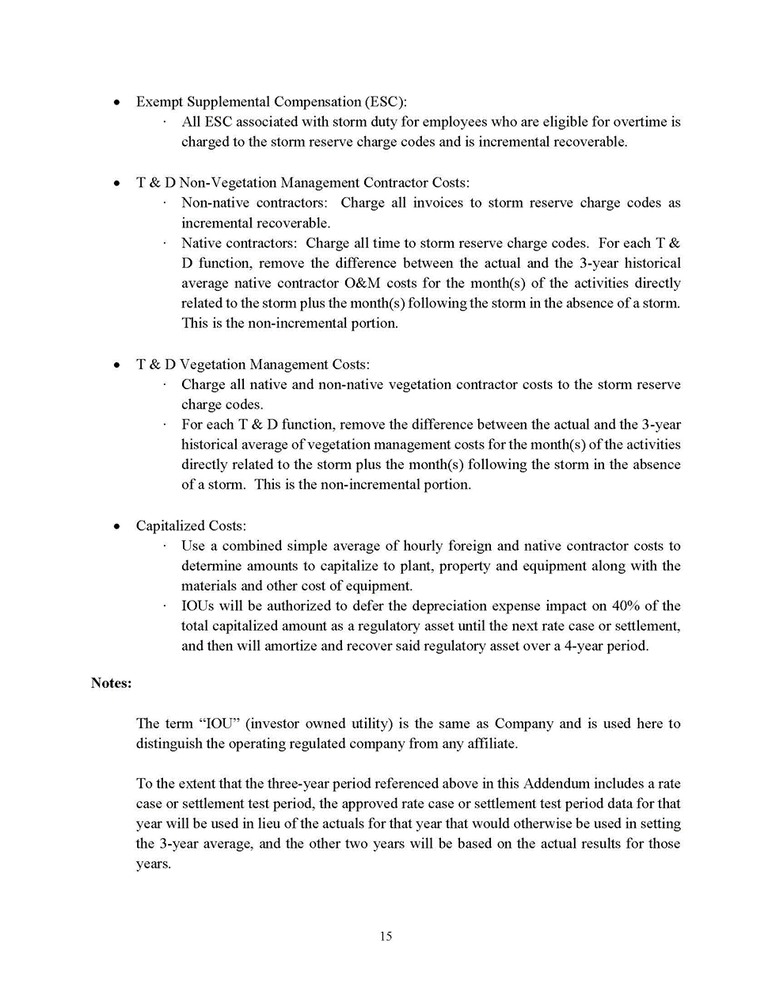 • Exempt Supplemental Compensation (ESC):
· All ESC associated with storm duty for employees who are eligible for overtime is
charged to the storm reserve charge codes and is incremental recoverable.
• T & D Non-Vegetation Management Contractor Costs:
· Non-native contractors: Charge all invoices to storm reserve charge codes as
incremental recoverable.
· Native contractors: Charge all time to storm reserve charge codes. For each T &
D function, remove the difference between the actual and the 3-year historical
average native contractor O&M costs for the month(s) of the activities directly
related to the storm plus the month(s) following the storm in the absence of a storm.
This is the non-incremental portion.
• T & D Vegetation Management Costs:
· Charge all native and non-native vegetation contractor costs to the storm reserve
charge codes.
· For each T & D function, remove the difference between the actual and the 3-year
historical average of vegetation management costs for the month(s) of the activities
directly related to the storm plus the month(s) following the storm in the absence
of a storm. This is the non-incremental portion.
• Capitalized Costs:
· Use a combined simple average of hourly foreign and native contractor costs to
determine amounts to capitalize to plant, property and equipment along with the
materials and other cost of equipment.
· IOUs will be authorized to defer the depreciation expense impact on 40% of the
total capitalized amount as a regulatory asset until the next rate case or settlement,
and then will amortize and recover said regulatory asset over a 4-year period.
Notes:
The term “IOU” (investor owned utility) is the same as Company and is used here to
distinguish the operating regulated company from any affiliate.
To the extent that the three-year period referenced above in this Addendum includes a rate
case or settlement test period, the approved rate case or settlement test period data for that
year will be used in lieu of the actuals for that year that would otherwise be used in setting
the 3-year average, and the other two years will be based on the actual results for those
years.
15